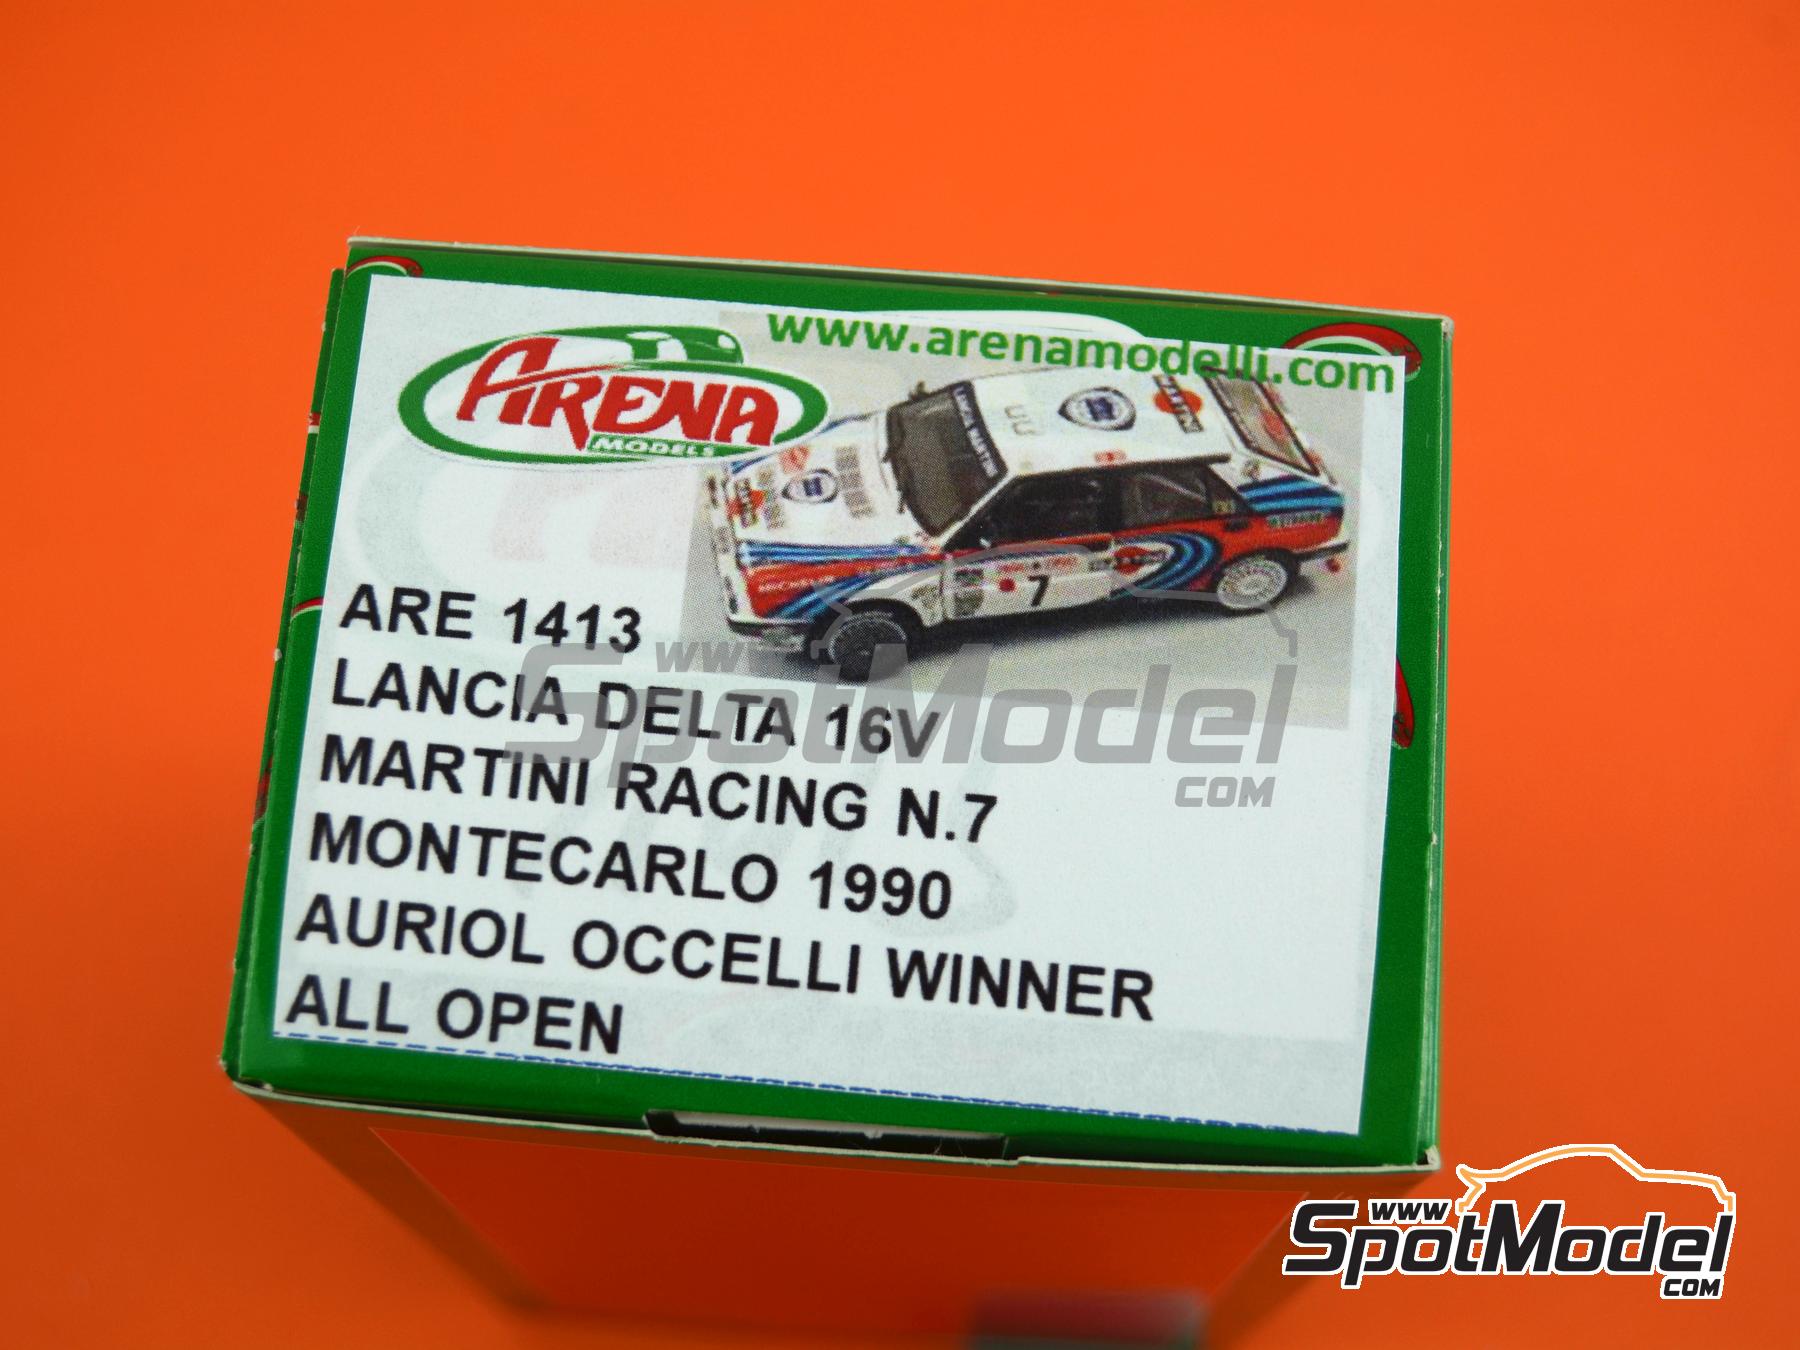 www.arenamodelli.com
ARENA
MODELS
7
ARE 1413
LANCIA DELTA 16V
MARTINI RACING N.7
MONTECARLO 1990
AURIOL OCCELLI WINNER
ALL OPEN
www
SpotModel
.COM
www
SpotModel
.COM